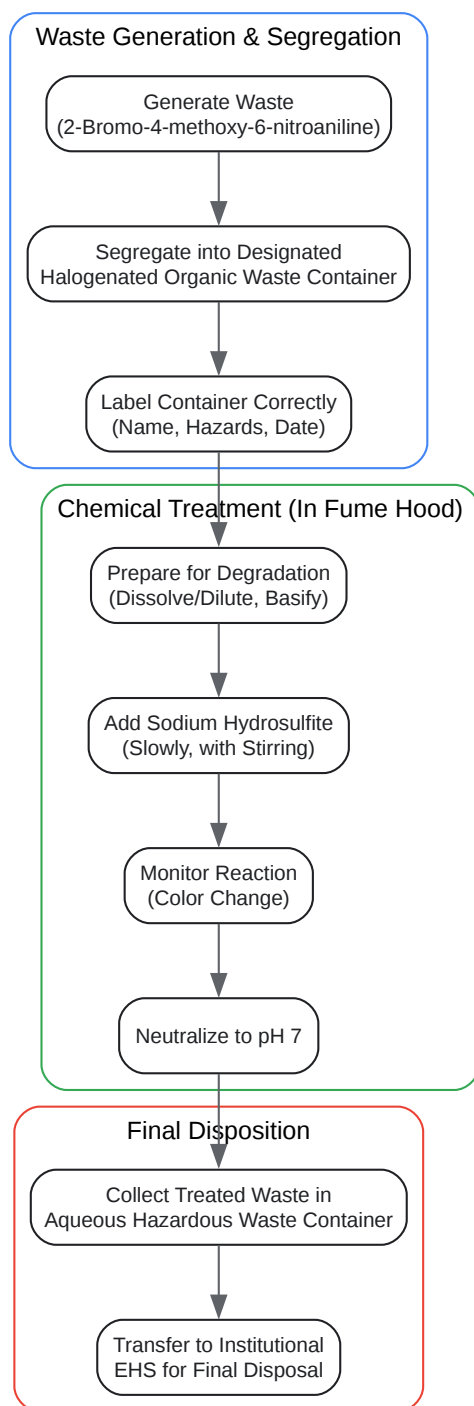 Waste Generation & Segregation
Generate Waste
(2-Bromo-4-methoxy-6-nitroaniline)
Segregate into Designated
Halogenated Organic Waste Container
Label Container Correctly
(Name, Hazards, Date)
Chemical Treatment (In Fume Hood)
Prepare for Degradation
(Dissolve/Dilute, Basify)
Add Sodium Hydrosulfite
(Slowly, with Stirring)
Monitor Reaction
(Color Change)
Neutralize to pH 7
Final Disposition
Collect Treated Waste in
Aqueous Hazardous Waste Container
Transfer to Institutional
EHS for Final Disposal